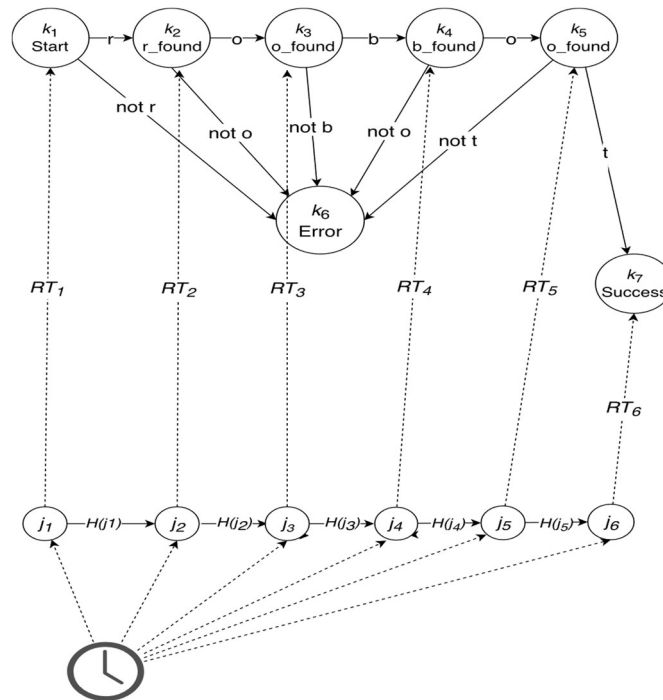 k1 r k2 o k3 b k4 o k5
Start r_found o_found b_found o_found
not r not o not b not o not t t
k6
Error
k7
Success
RT1 RT2 RT3 RT4 RT5
RT6
j1 H(j1) j2 H(j2) j3 H(j3) j4 H(j4) j5 H(j5) j6